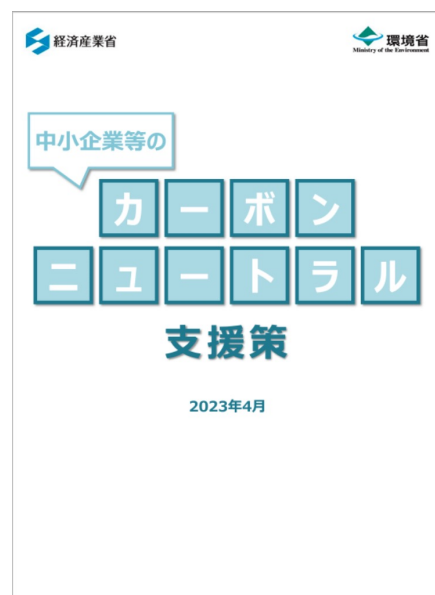 経済産業省
環境省
Ministry of the Environment
中小企業等の
カーボン
ニュートラル
支援策
2023年4月